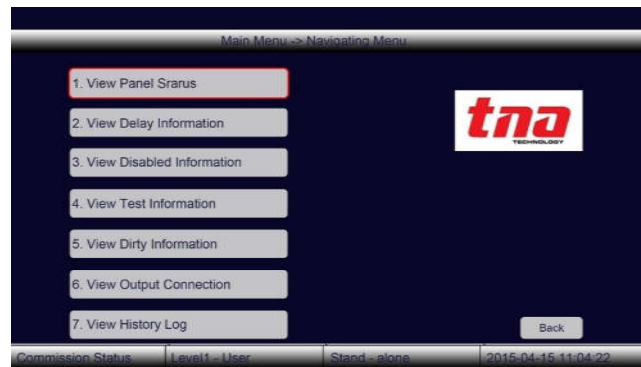 Main Menu -> Navigating Menu
1. View Panel Srarus
2. View Delay Information
3. View Disabled Information
4. View Test Information
5. View Dirty Information
6. View Output Connection
7. View History Log
tna
TECHNOLOGY
Back
Commission Status Level1 - User Stand - alone 2015-04-15 11:04:22